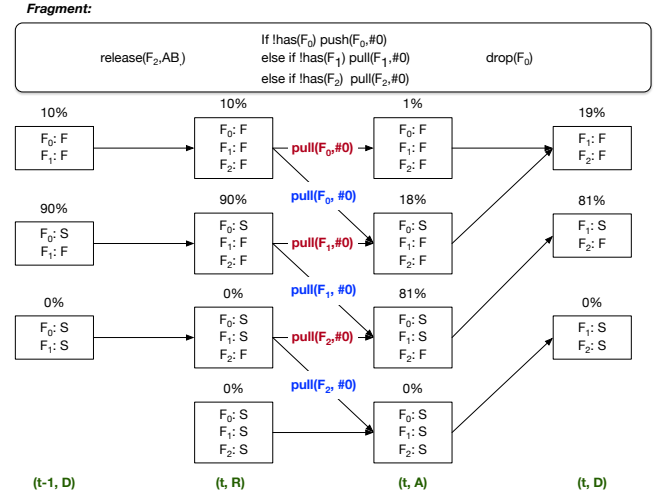 Fragment:
If !has(F0) push(F0,#0)
release(F2,AB) else if !has(F1) pull(F1,#0) drop(F0)
else if !has(F2) pull(F2,#0)
10% 10% 1% 19%
F0: F
F1: F
F0: F
F1: F
F2: F
pull(F0,#0)
F0: F
F1: F
F2: F
F1: F
F2: F
pull(F0, #0)
90% 90% 18% 81%
F0: S
F1: F
F0: S
F1: F
F2: F
pull(F1,#0)
F0: S
F1: F
F2: F
F1: S
F2: F
pull(F1, #0)
0% 0% 81% 0%
F0: S
F1: S
F0: S
F1: S
F2: F
pull(F2,#0)
F0: S
F1: S
F2: F
F1: S
F2: S
pull(F2, #0)
0% 0%
F0: S
F1: S
F2: S
F0: S
F1: S
F2: S
(t-1, D) (t, R) (t, A) (t, D)